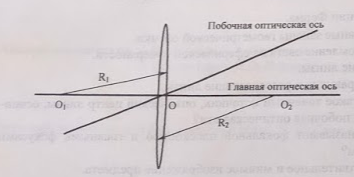 Побочная оптическая ось
R₁
Главная оптическая ось
O₁
O
O₂
R₂